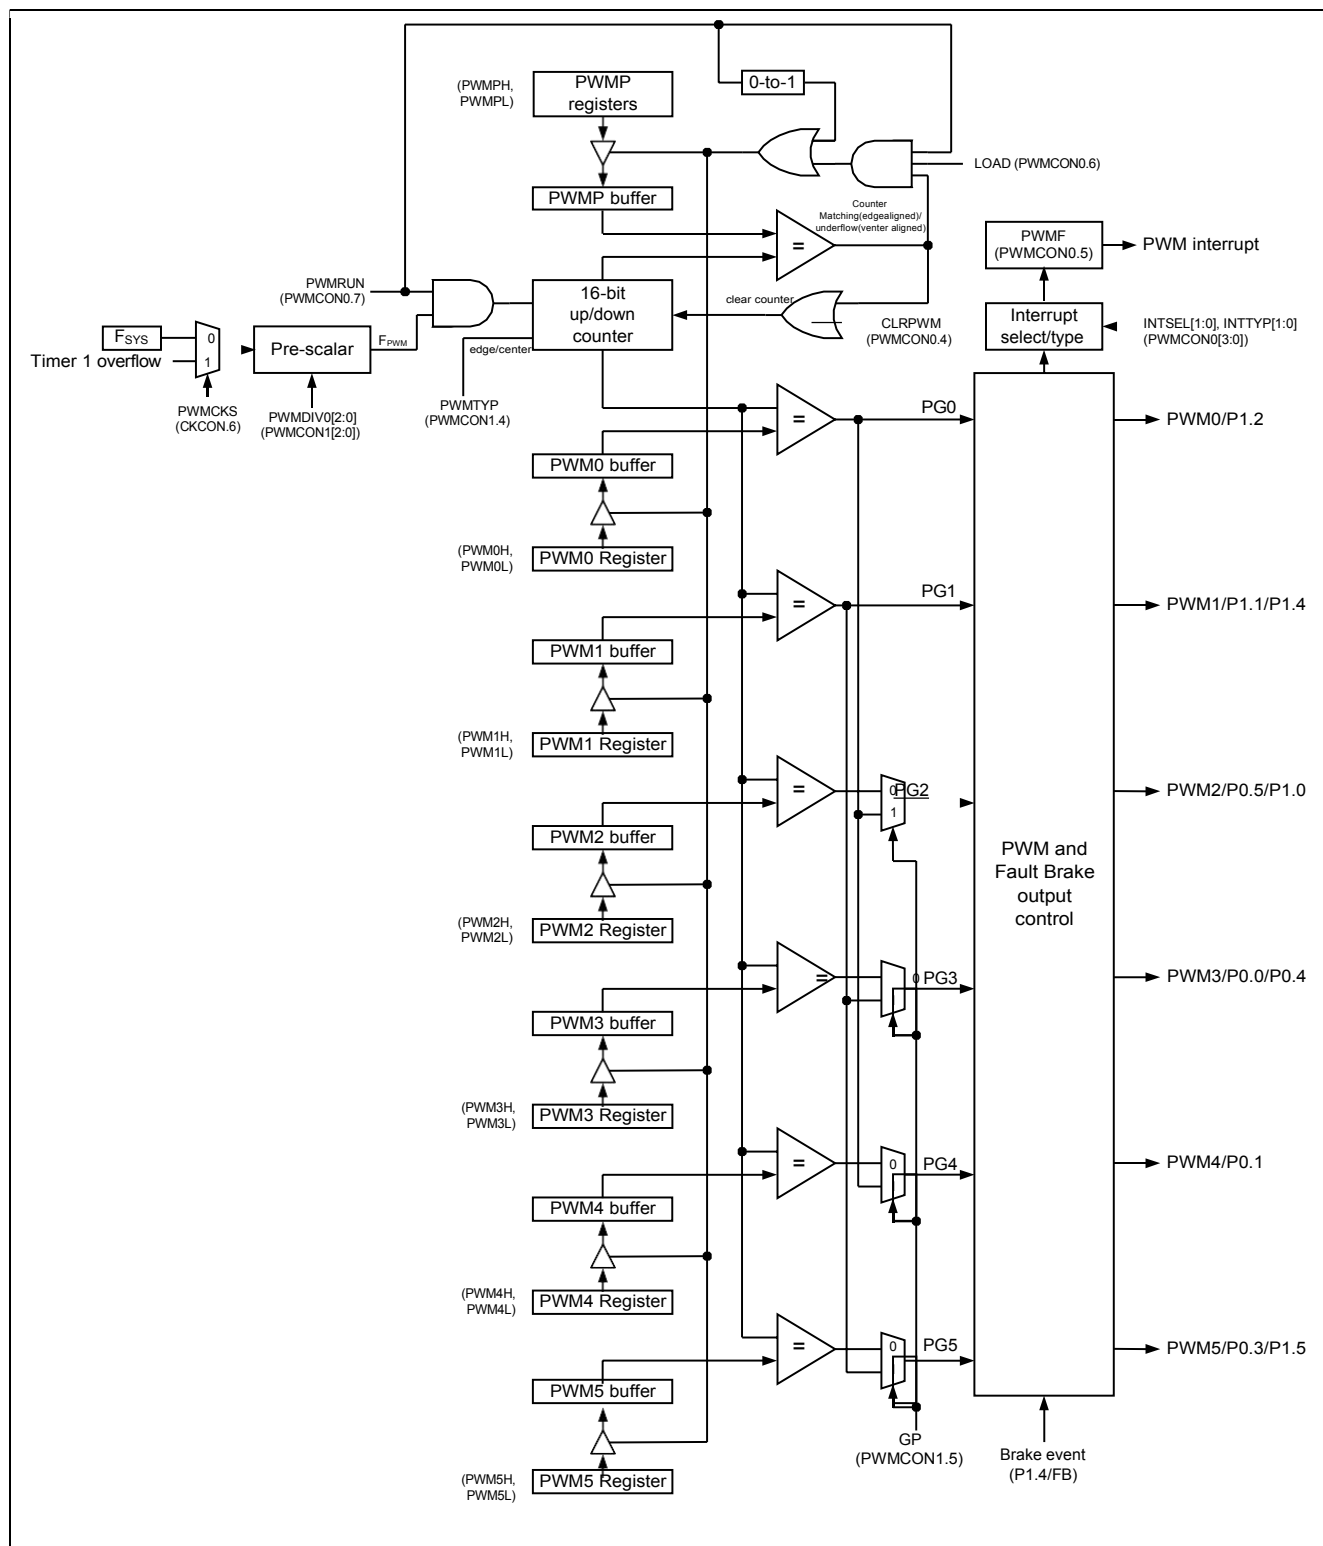 0-to-1
(PWMPH,
PWMPL)
PWMP
registers
LOAD (PWMCON0.6)
PWMP buffer
Counter
Matching(edgealigned)/
underflow(venter aligned)
=
PWMF
(PWMCON0.5)
PWM interrupt
PWMRUN
(PWMCON0.7)
16-bit
up/down
counter
clear counter
CLRPWM
(PWMCON0.4)
Interrupt
select/type
INTSEL[1:0], INTTYP[1:0]
(PWMCON0[3:0])
FSYS
0
Timer 1 overflow
1
Pre-scalar
FPWM
edge/center
PWMCKS
(CKCON.6)
PWMDIV0[2:0]
(PWMCON1[2:0])
PWMTYP
(PWMCON1.4)
=
PG0
PWM0/P1.2
PWM0 buffer
(PWM0H,
PWM0L)
PWM0 Register
=
PG1
PWM1/P1.1/P1.4
PWM1 buffer
(PWM1H,
PWM1L)
PWM1 Register
=
0
PG2
1
PWM2/P0.5/P1.0
PWM2 buffer
PWM and
Fault Brake
output
control
(PWM2H,
PWM2L)
PWM2 Register
=
0
PG3
PWM3/P0.0/P0.4
PWM3 buffer
(PWM3H,
PWM3L)
PWM3 Register
=
0
PG4
PWM4/P0.1
PWM4 buffer
(PWM4H,
PWM4L)
PWM4 Register
=
0
PG5
PWM5/P0.3/P1.5
PWM5 buffer
GP
(PWMCON1.5)
Brake event
(P1.4/FB)
(PWM5H,
PWM5L)
PWM5 Register